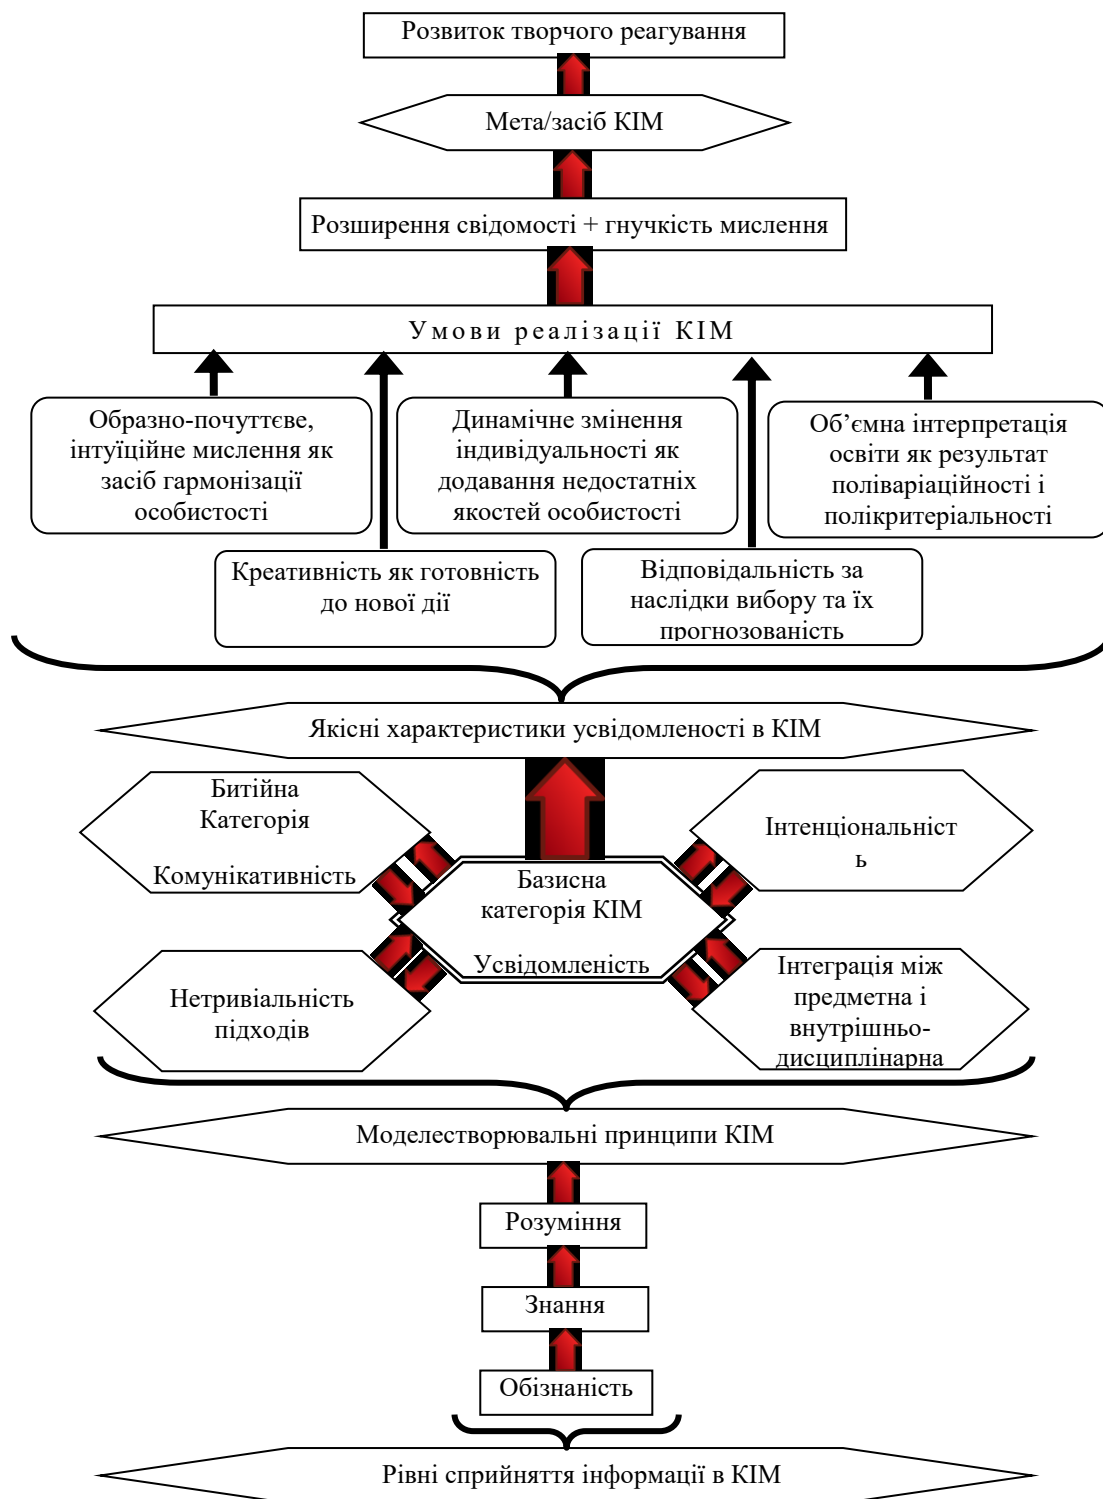 Розвиток творчого реагування
Мета/засіб КІМ
Розширення свідомості + гнучкість мислення
Умови реалізації КІМ
Образно-почуттєве,
інтуїційне мислення як
засіб гармонізації
особистості
Динамічне змінення
індивідуальності як
додавання недостатніх
якостей особистості
Об’ємна інтерпретація
освіти як результат
поліваріаційності і
полікритеріальності
Креативність як готовність
до нової дії
Відповідальність за
наслідки вибору та їх
прогнозованість
Якісні характеристики усвідомленості в КІМ
Битійна
Категорія
Комунікативність
Інтенціональніст
ь
Базисна
категорія КІМ
Усвідомленість
Нетривіальність
підходів
Інтеграція між
предметна і
внутрішньо-
дисциплінарна
Моделестворювальні принципи КІМ
Розуміння
Знання
Обізнаність
Рівні сприйняття інформації в КІМ